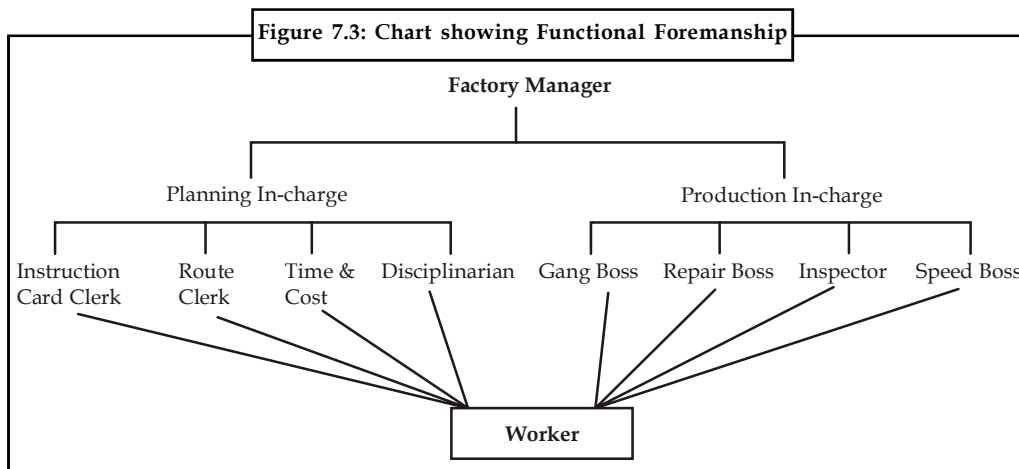 Figure 7.3: Chart showing Functional Foremanship
Factory Manager
Planning In-charge
Production In-charge
Instruction
Card Clerk
Route
Clerk
Time &
Cost
Disciplinarian
Gang Boss
Repair Boss
Inspector
Speed Boss
Worker